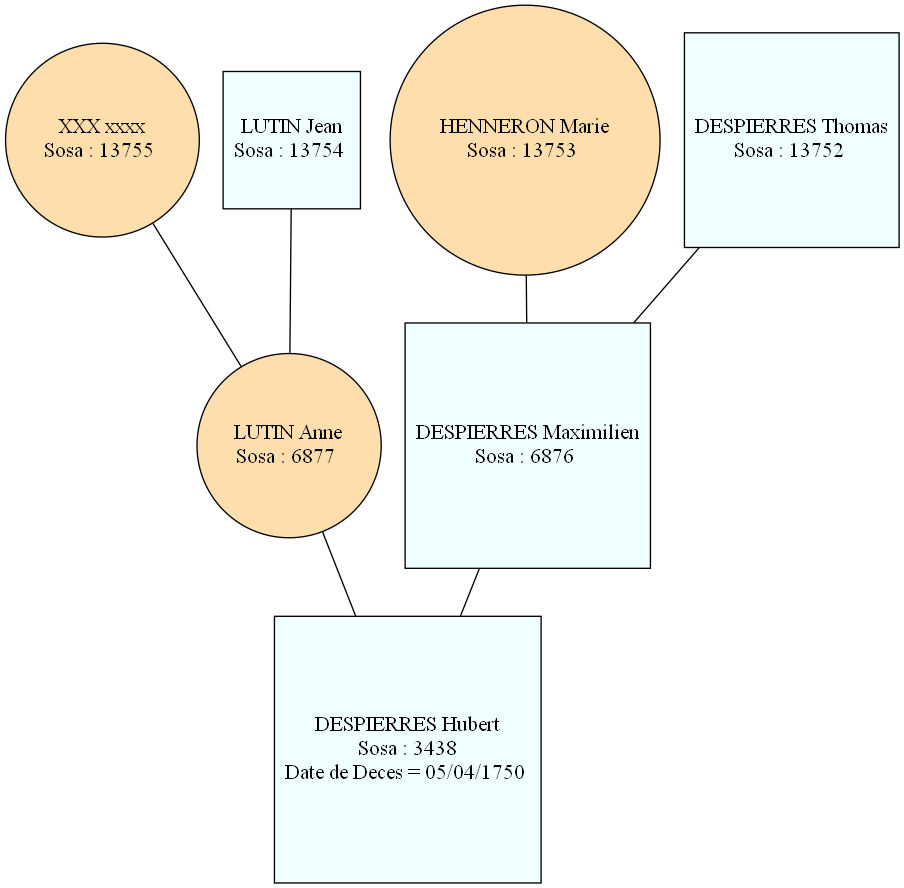 XXX xxxx
Sosa : 13755
LUTIN Jean
Sosa : 13754
HENNERON Marie
Sosa : 13753
DESPIERRES Thomas
Sosa : 13752
LUTIN Anne
Sosa : 6877
DESPIERRES Maximilien
Sosa : 6876
DESPIERRES Hubert
Sosa : 3438
Date de Deces = 05/04/1750